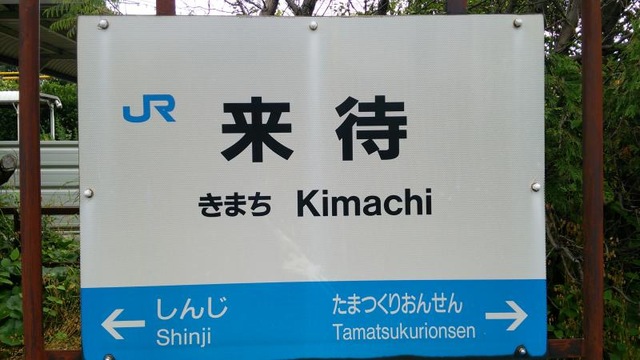 JR
来待
きまち Kimachi
← しんじ
Shinji
たまつくりおんせん →
Tamatsukurionsen